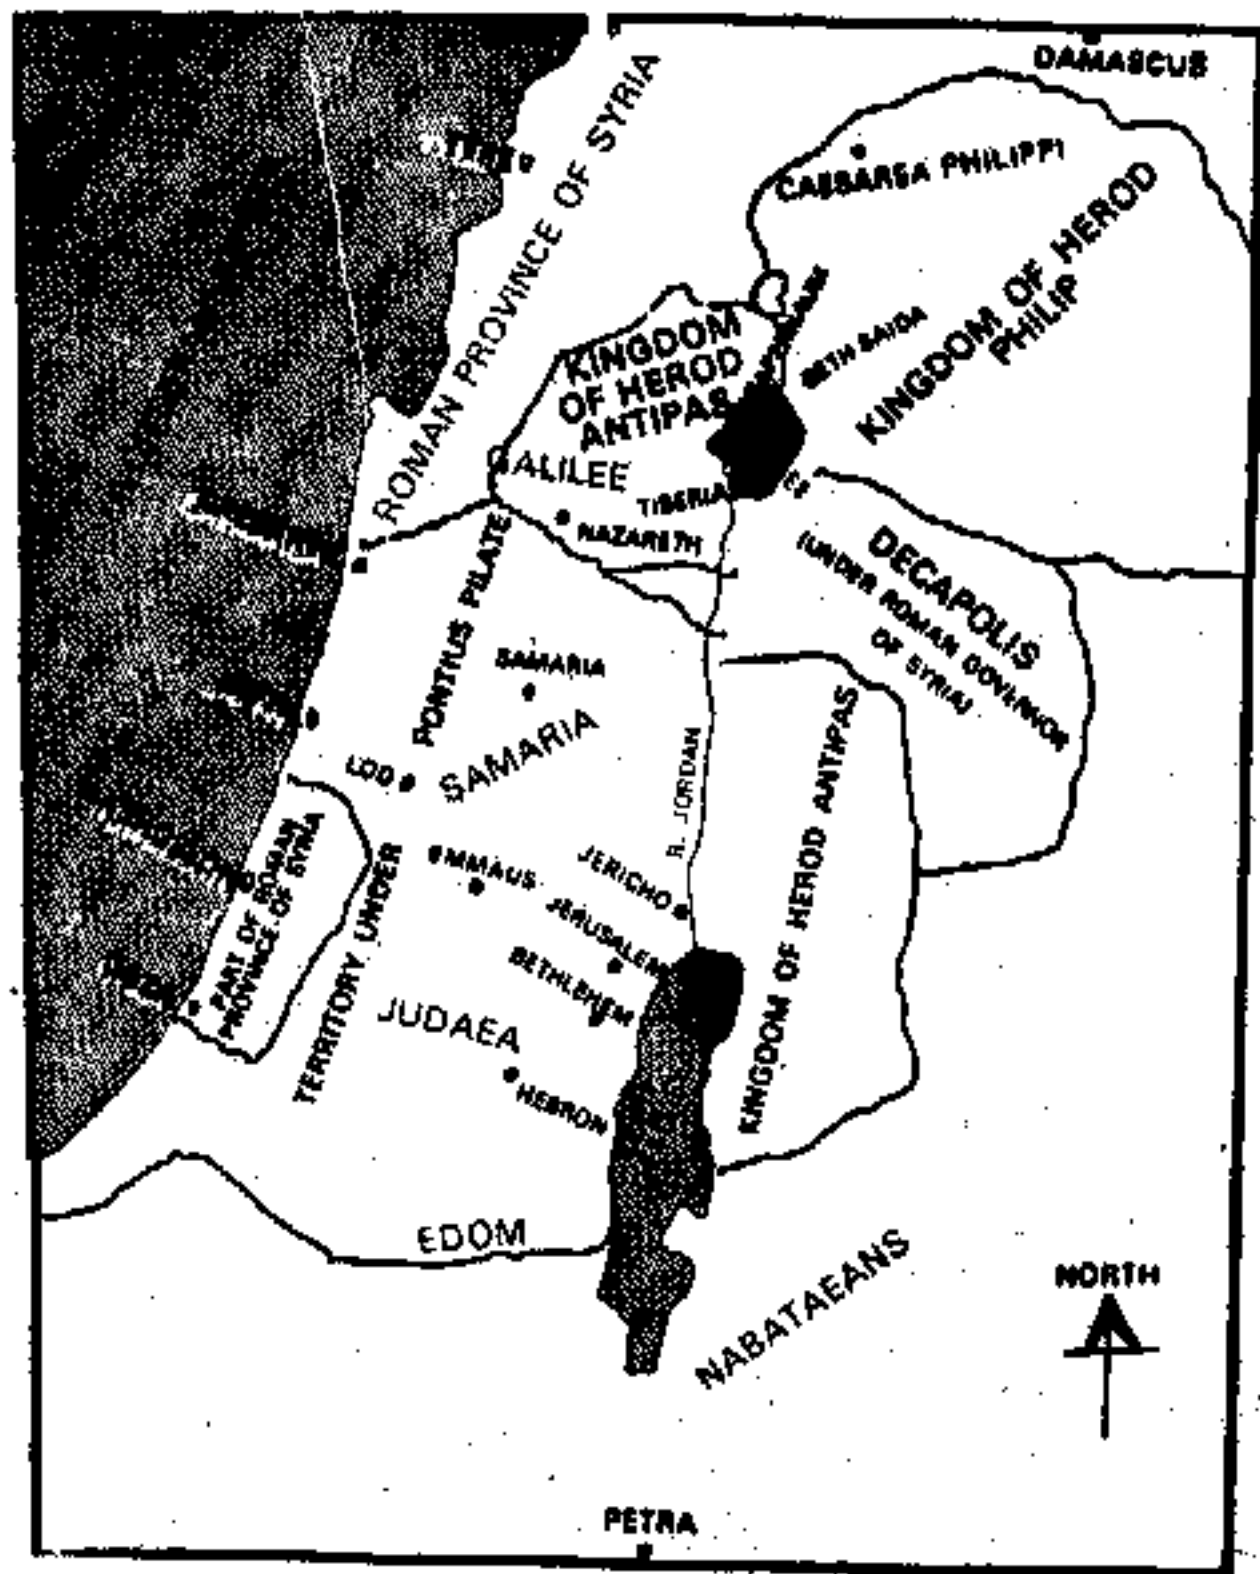 DAMASCUS
ROMAN PROVINCE OF SYRIA
CAESAREA PHILIPPI
KINGDOM OF HEROD
PHILIP
BETH SAIDA
KINGDOM
OF HEROD
ANTIPAS
GALILEE
TIBERIA
NAZARETH
DECAPOLIS
(UNDER ROMAN GOVERNOR
OF SYRIA)
PONTIUS PILATE
SAMARIA
SAMARIA
LOD
R. JORDAN
KINGDOM OF HEROD ANTIPAS
PART OF ROMAN
PROVINCE OF SYRIA
TERRITORY UNDER
EMMAUS
JERICHO
JERUSALEM
BETHLEHEM
JUDAEA
HEBRON
EDOM
NABATAEANS
NORTH
PETRA